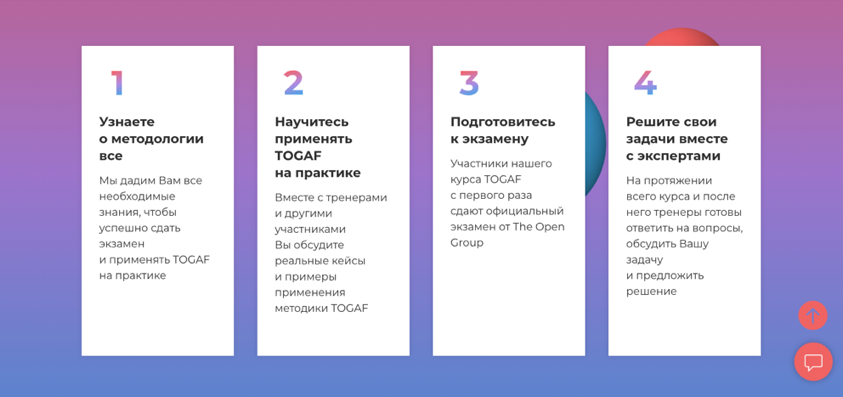 1
Узнаете
о методологии
все
Мы дадим Вам все
необходимые
знания, чтобы
успешно сдать
экзамен
и применять TOGAF
на практике
2
Научитесь
применять
TOGAF
на практике
Вместе с тренерами
и другими
участниками
Вы обсудите
реальные кейсы
и примеры
применения
методики TOGAF
3
Подготовитесь
к экзамену
Участники нашего
курса TOGAF
с первого раза
сдают официальный
экзамен от The Open
Group
4
Решите свои
задачи вместе
с экспертами
На протяжении
всего курса и после
него тренеры готовы
ответить на вопросы,
обсудить Вашу
задачу
и предложить
решение